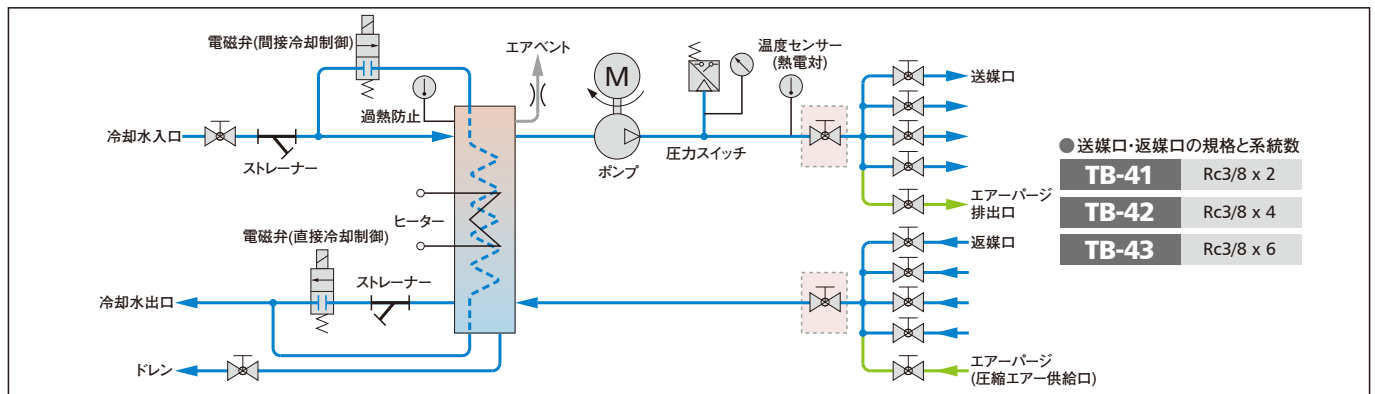 電磁弁(間接冷却制御)
エアベント
温度センサー
(熱電対)
M
送媒口
過熱防止
冷却水入口
ストレーナー
ポンプ
圧力スイッチ
●送媒口・返媒口の規格と系統数
TB-41 Rc3/8 x 2
TB-42 Rc3/8 x 4
TB-43 Rc3/8 x 6
エアーパージ
排出口
ヒーター
電磁弁(直接冷却制御)
返媒口
ストレーナー
冷却水出口
ドレン
エアーパージ
(圧縮エアー供給口)